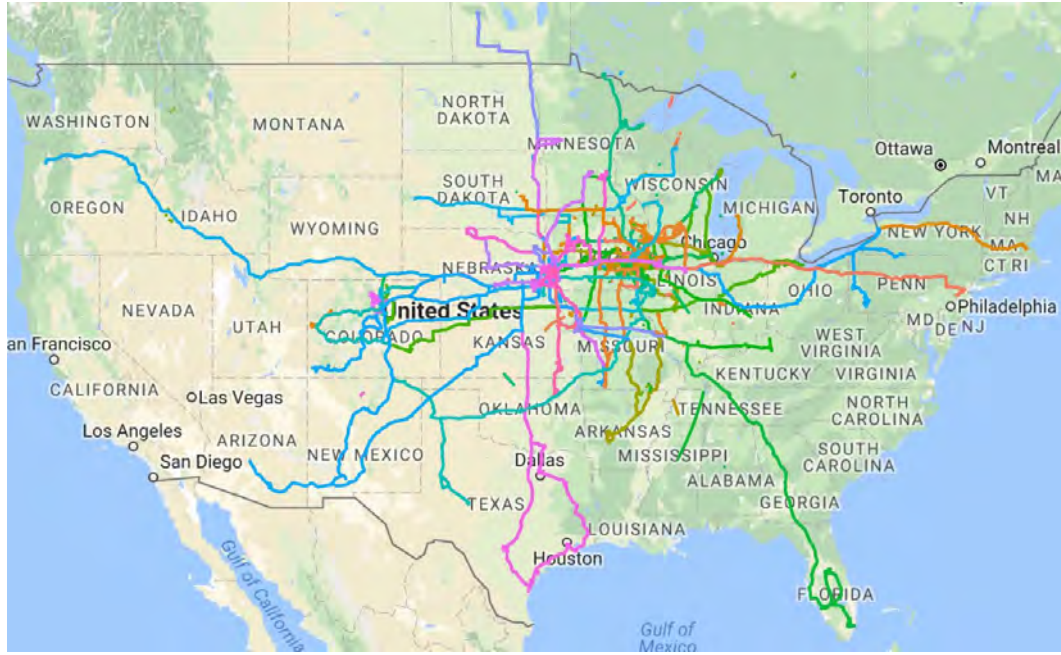 WASHINGTON
MONTANA
NORTH
DAKOTA
MINNESOTA
Ottawa
Montreal
MA
VT
Toronto
NH
OREGON
IDAHO
SOUTH
DAKOTA
WISCONSIN
MICHIGAN
NEW YORK
MA
CT RI
WYOMING
Chicago
NEBRASKA
ILLINOIS
INDIANA
OHIO
PENN
Philadelphia
NEVADA
UTAH
United States
COLORADO
KANSAS
MISSOURI
MD
DE
NJ
WEST
VIRGINIA
an Francisco
CALIFORNIA
Las Vegas
KENTUCKY
VIRGINIA
OKLAHOMA
TENNESSEE
NORTH
CAROLINA
Los Angeles
ARIZONA
NEW MEXICO
ARKANSAS
San Diego
Dallas
MISSISSIPPI
SOUTH
CAROLINA
ALABAMA
TEXAS
GEORGIA
LOUISIANA
Houston
Gulf of California
FLORIDA
Gulf of
Mexico